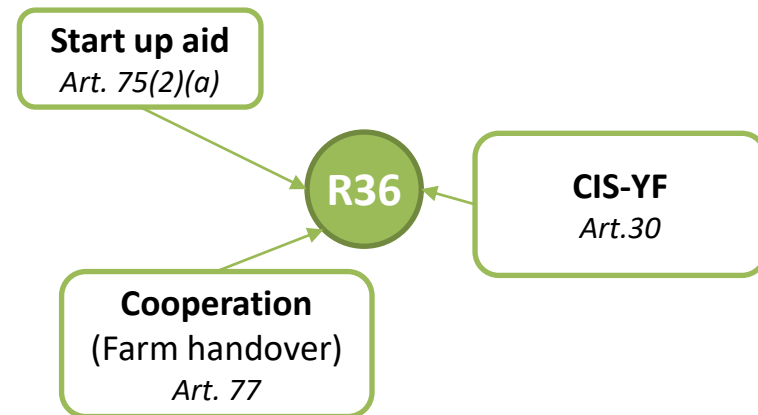 Start up aid
Art. 75(2)(a)
R36
CIS-YF
Art.30
Cooperation
(Farm handover)
Art. 77